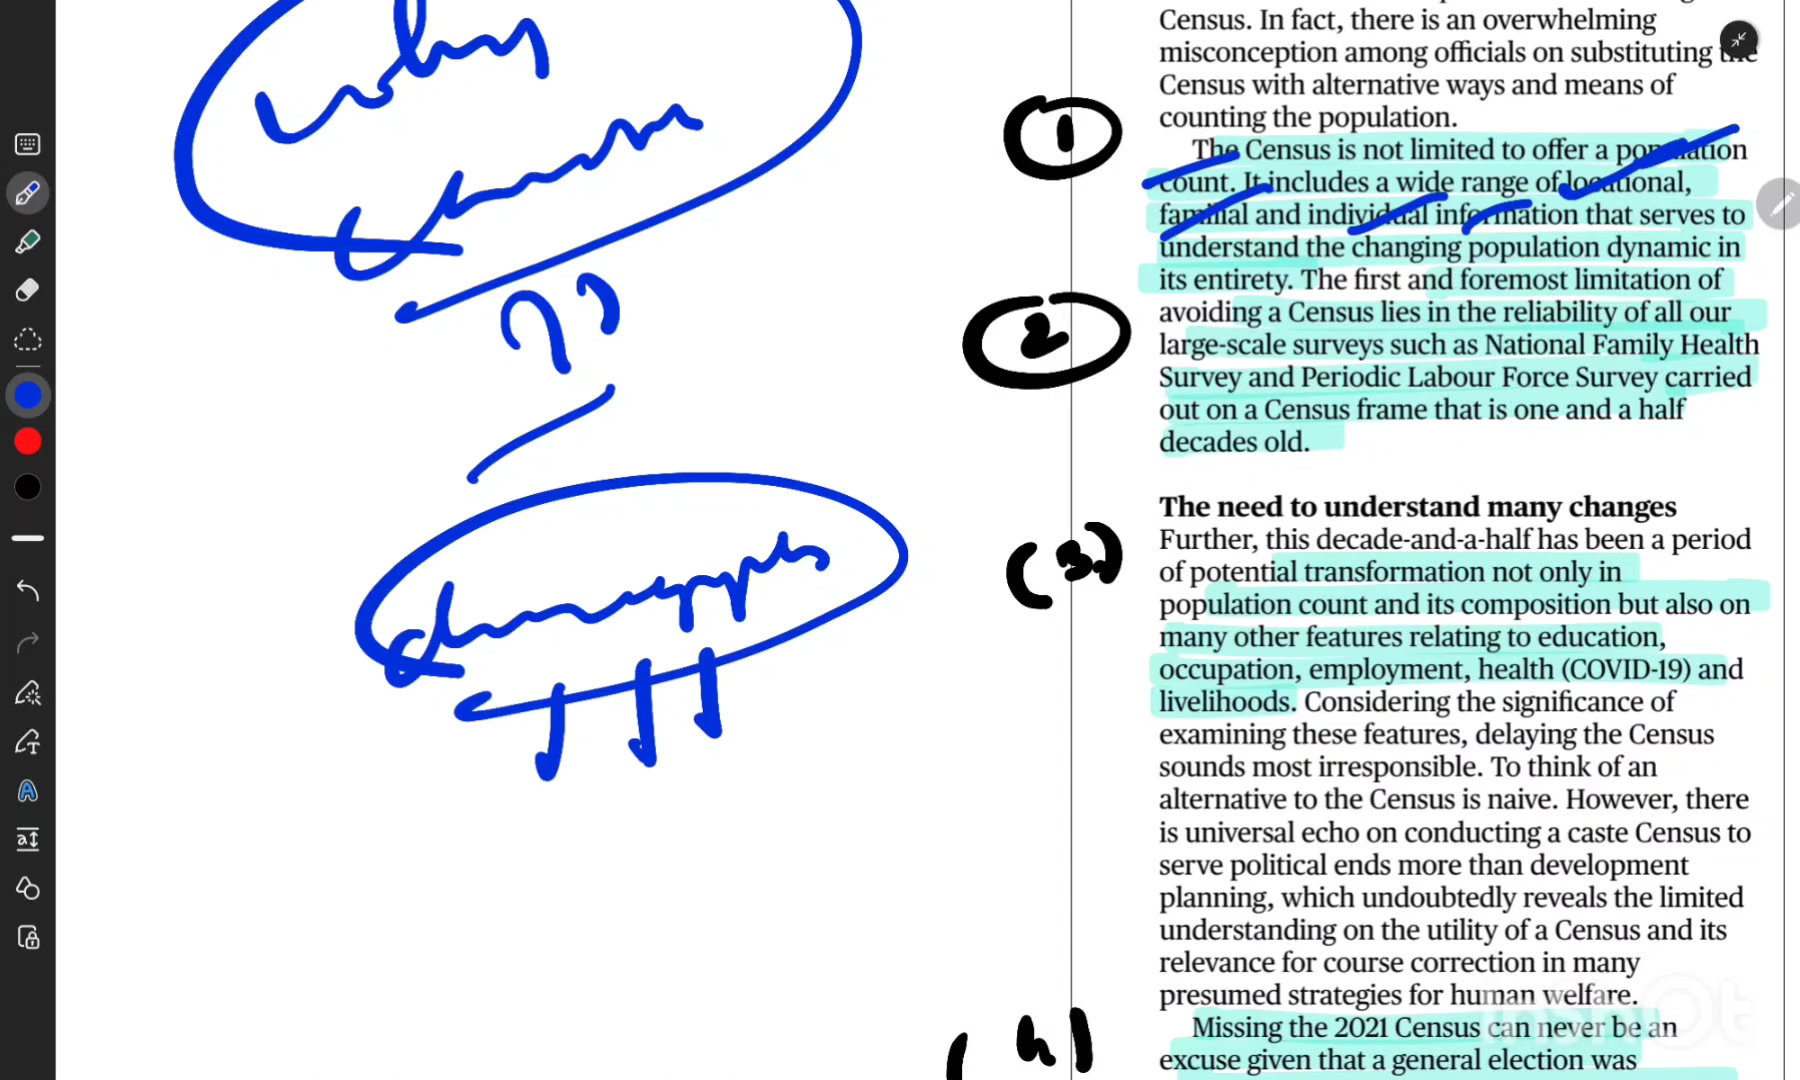 why
Census
??
1
2
(3)
Census. In fact, there is an overwhelming
misconception among officials on substituting the
Census with alternative ways and means of
counting the population.
The Census is not limited to offer a population
count. It includes a wide range of locational,
familial and individual information that serves to
understand the changing population dynamic in
its entirety. The first and foremost limitation of
avoiding a Census lies in the reliability of all our
large-scale surveys such as National Family Health
Survey and Periodic Labour Force Survey carried
out on a Census frame that is one and a half
decades old.
The need to understand many changes
Further, this decade-and-a-half has been a period
of potential transformation not only in
population count and its composition but also on
many other features relating to education,
occupation, employment, health (COVID-19) and
livelihoods. Considering the significance of
examining these features, delaying the Census
sounds most irresponsible. To think of an
alternative to the Census is naive. However, there
is universal echo on conducting a caste Census to
serve political ends more than development
planning, which undoubtedly reveals the limited
understanding on the utility of a Census and its
relevance for course correction in many
presumed strategies for human welfare.
Missing the 2021 Census can never be an
excuse given that a general election was
InShOt